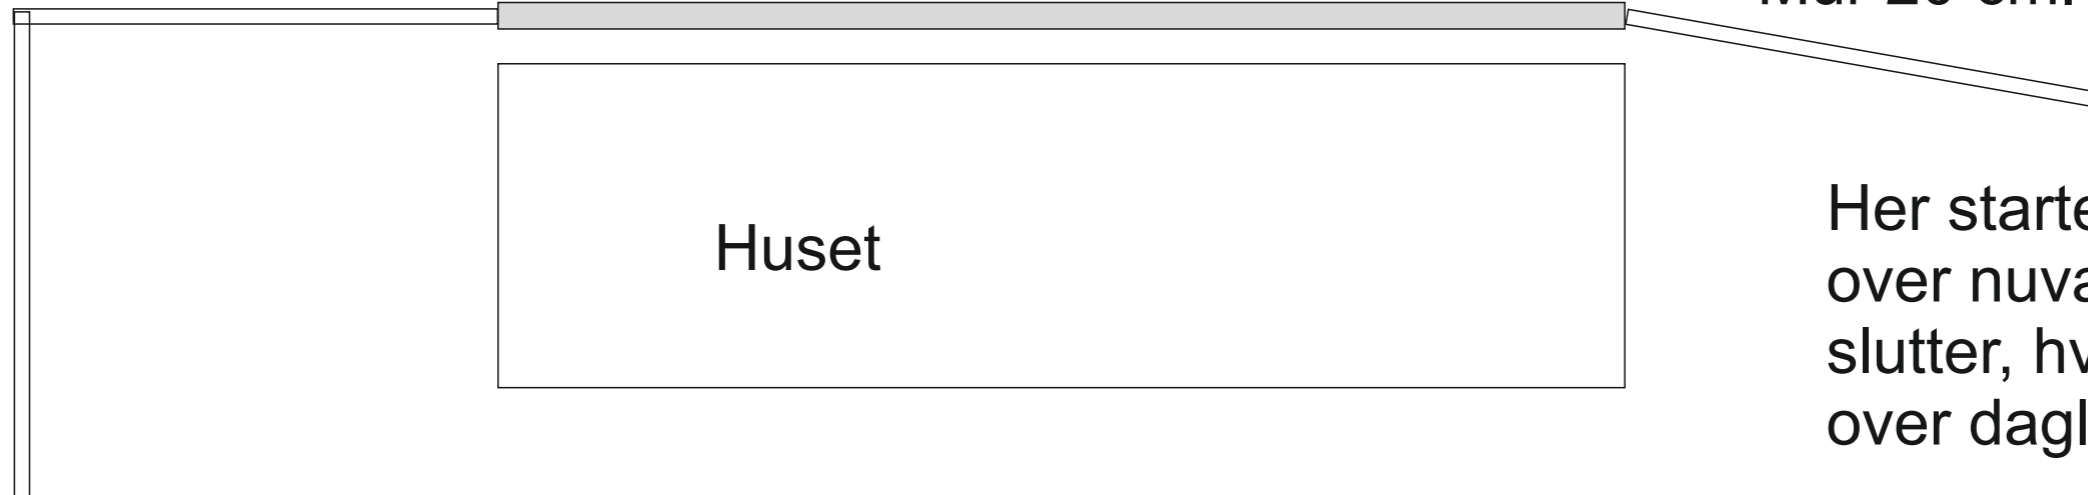 Huset
Her starte
over nuva
slutter, hv
over dagl